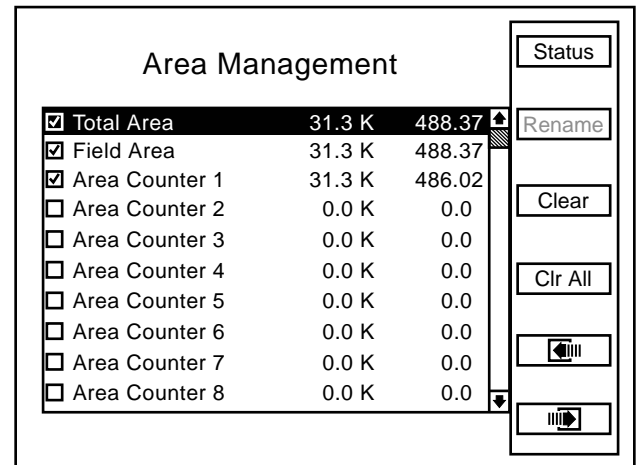 Area Management
Total Area 31.3 K 488.37
Field Area 31.3 K 488.37
Area Counter 1 31.3 K 486.02
Area Counter 2 0.0 K 0.0
Area Counter 3 0.0 K 0.0
Area Counter 4 0.0 K 0.0
Area Counter 5 0.0 K 0.0
Area Counter 6 0.0 K 0.0
Area Counter 7 0.0 K 0.0
Area Counter 8 0.0 K 0.0
Status
Rename
Clear
Clr All